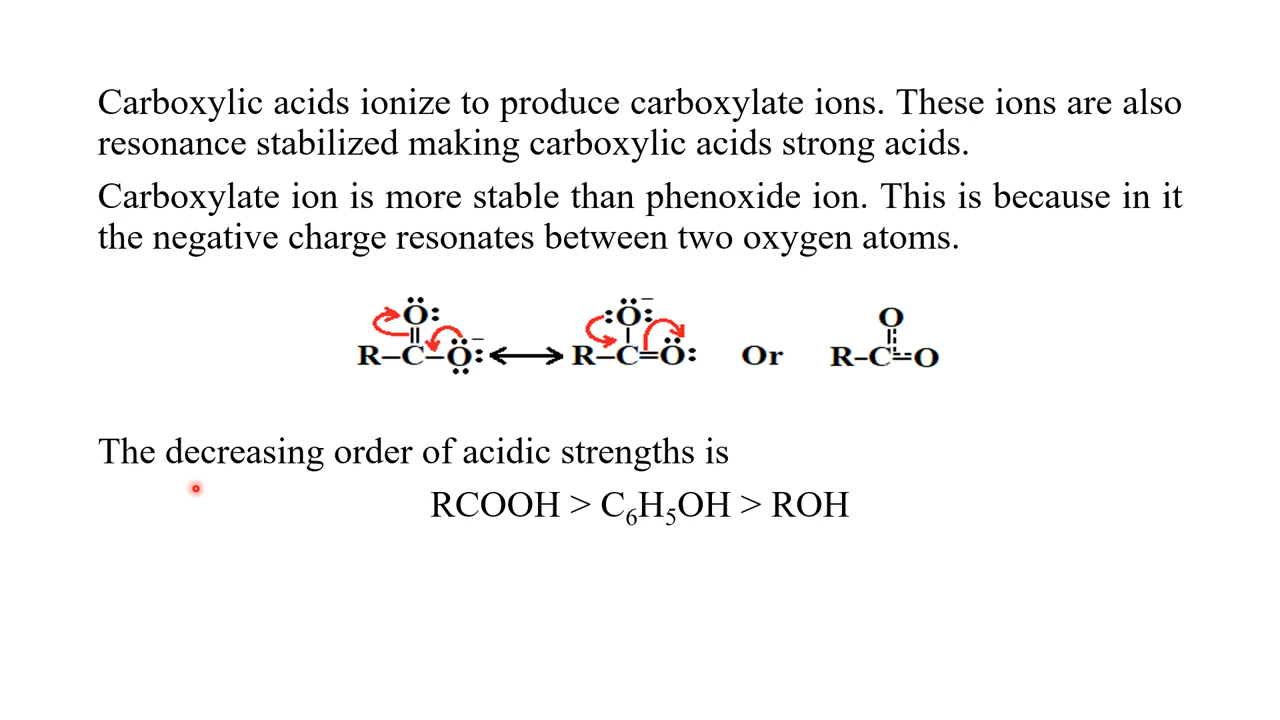 Carboxylic acids ionize to produce carboxylate ions. These ions are also
resonance stabilized making carboxylic acids strong acids.
Carboxylate ion is more stable than phenoxide ion. This is because in it
the negative charge resonates between two oxygen atoms.
Ö: :Ö:⁻ O
R–C–Ö:⁻ ⟷ R–C=Ö: Or R–C=O
The decreasing order of acidic strengths is
RCOOH > C₆H₅OH > ROH